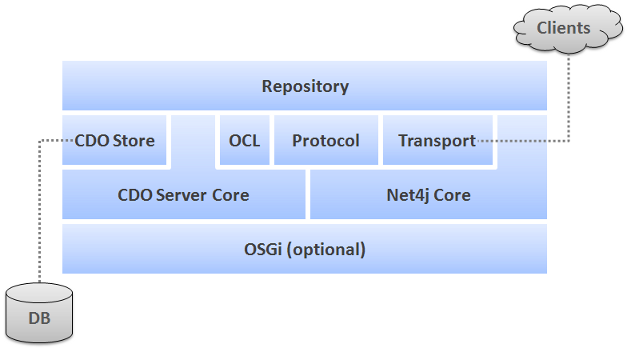 Clients
Repository
CDO Store
OCL
Protocol
Transport
CDO Server Core
Net4j Core
OSGi (optional)
DB